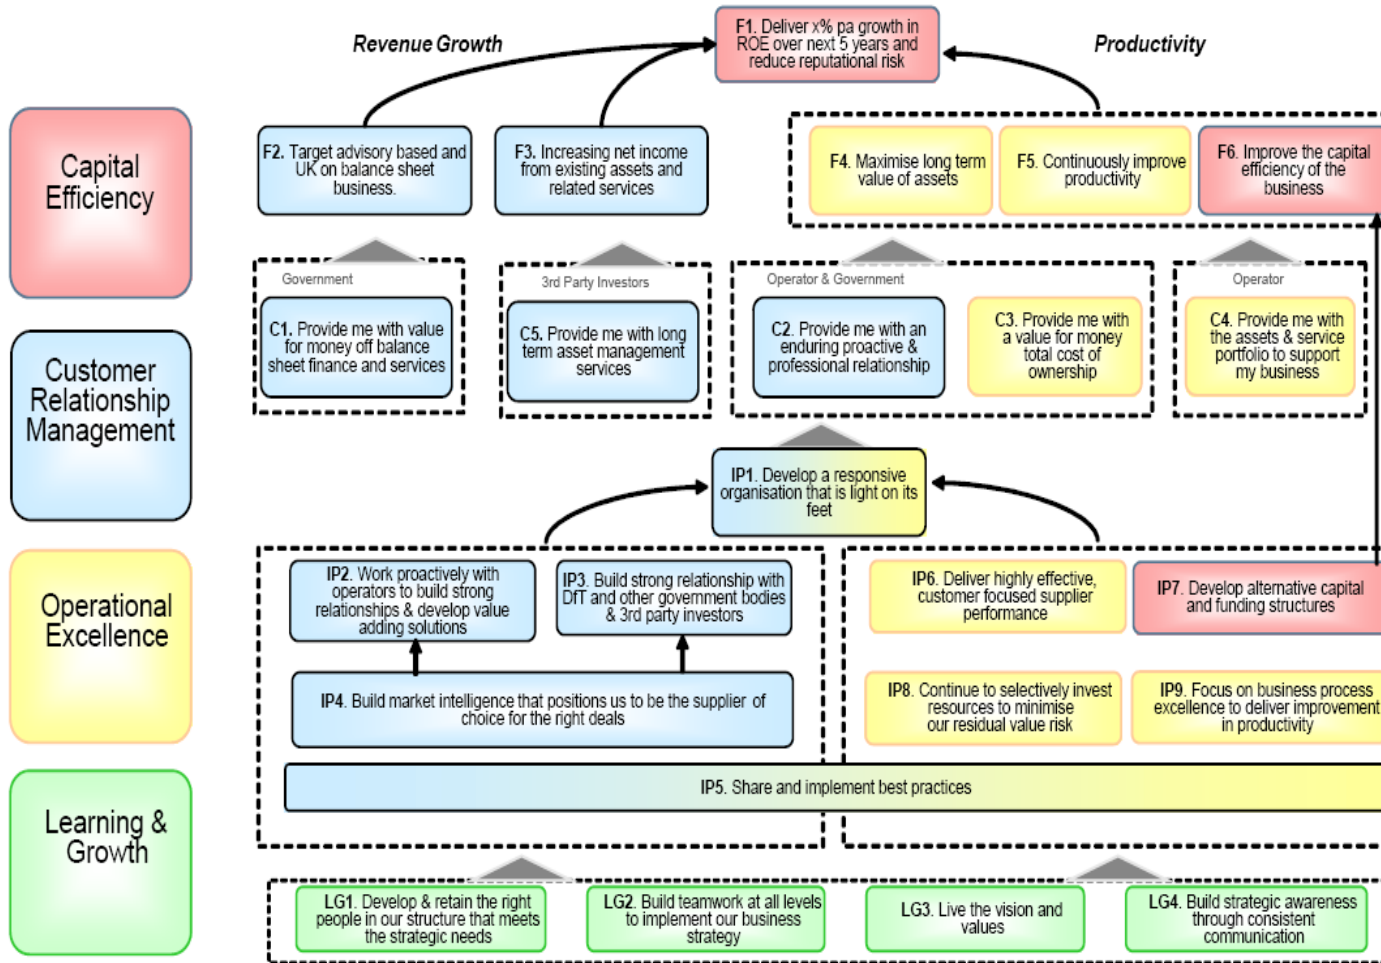 Revenue Growth
F1. Deliver x% pa growth in
ROE over next 5 years and
reduce reputational risk
Productivity
Capital
Efficiency
F2. Target advisory based and
UK on balance sheet
business.
F3. Increasing net income
from existing assets and
related services
F4. Maximise long term
value of assets
F5. Continuously improve
productivity
F6. Improve the capital
efficiency of the
business
Government
C1. Provide me with value
for money off balance
sheet finance and services
3rd Party Investors
C5. Provide me with long
term asset management
services
Operator & Government
C2. Provide me with an
enduring proactive &
professional relationship
C3. Provide me with
a value for money
total cost of
ownership
Operator
C4. Provide me with
the assets & service
portfolio to support
my business
Customer
Relationship
Management
IP1. Develop a responsive
organisation that is light on its
feet
Operational
Excellence
IP2. Work proactively with
operators to build strong
relationships & develop value
adding solutions
IP3. Build strong relationship with
DfT and other government bodies
& 3rd party investors
IP6. Deliver highly effective,
customer focused supplier
performance
IP7. Develop alternative capital
and funding structures
IP4. Build market intelligence that positions us to be the supplier of
choice for the right deals
IP8. Continue to selectively invest
resources to minimise
our residual value risk
IP9. Focus on business process
excellence to deliver improvement
in productivity
IP5. Share and implement best practices
Learning &
Growth
LG1. Develop & retain the right
people in our structure that meets
the strategic needs
LG2. Build teamwork at all levels
to implement our business
strategy
LG3. Live the vision and
values
LG4. Build strategic awareness
through consistent
communication